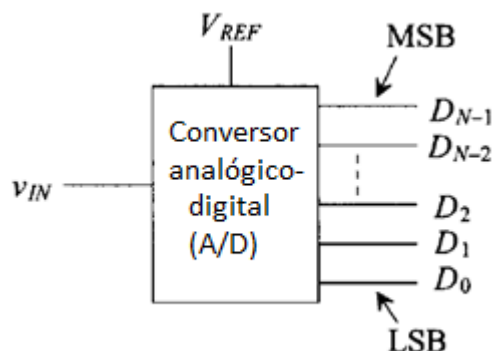 V_REF
MSB
Conversor
analógico-
digital
(A/D)
v_IN
D_N-1
D_N-2
D_2
D_1
D_0
LSB